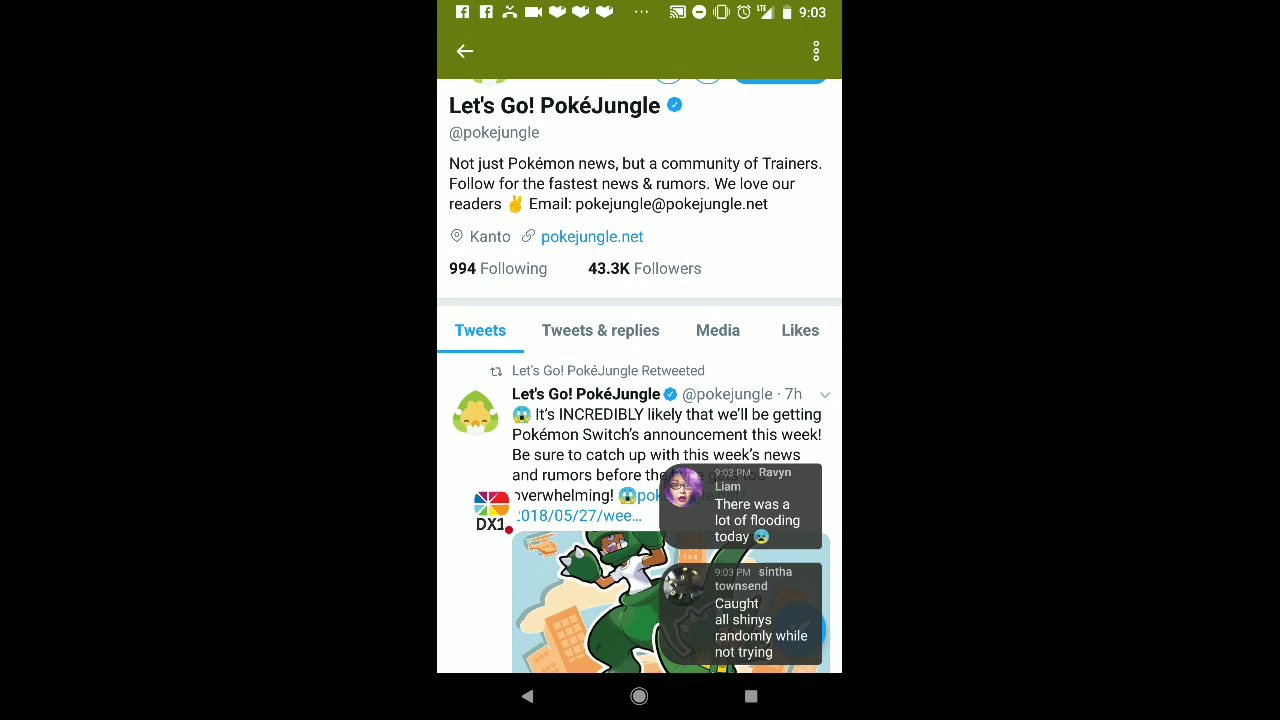 LTE 9:03
Let's Go! PokéJungle
@pokejungle
Not just Pokémon news, but a community of Trainers.
Follow for the fastest news & rumors. We love our
readers ✌ Email: pokejungle@pokejungle.net
Kanto pokejungle.net
994 Following 43.3K Followers
Tweets Tweets & replies Media Likes
Let's Go! PokéJungle Retweeted
Let's Go! PokéJungle @pokejungle · 7h
😱 It's INCREDIBLY likely that we'll be getting
Pokémon Switch's announcement this week!
Be sure to catch up with this week's news
and rumors before the
overwhelming! 😱
2018/05/27/wee...
DX1
9:03 PM Ravyn
Liam
There was a
lot of flooding
today 😰
9:03 PM sintha
townsend
Caught
all shinys
randomly while
not trying